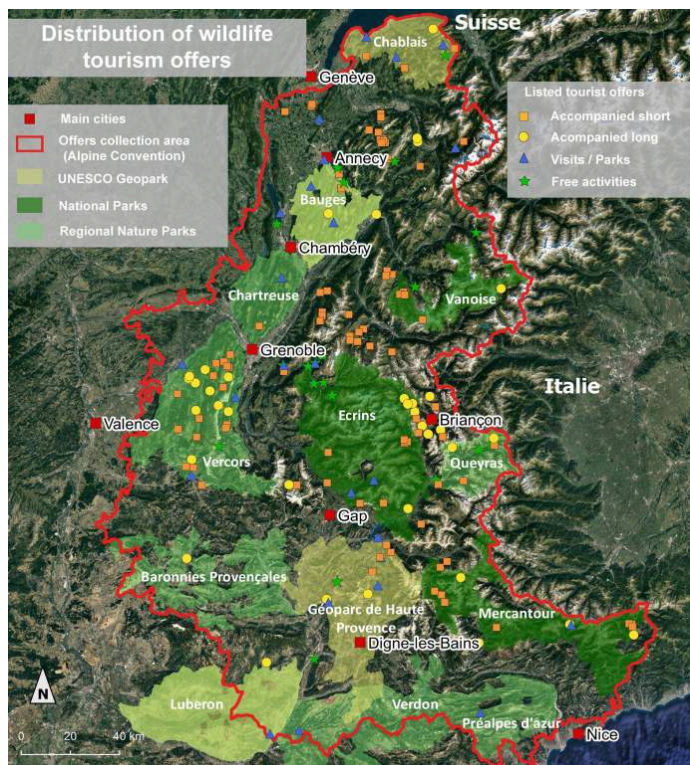 Distribution of wildlife
tourism offers
Main cities
Offers collection area
(Alpine Convention)
UNESCO Geopark
National Parks
Regional Nature Parks
Suisse
Listed tourist offers
Accompanied short
Acompanied long
Visits / Parks
Free activities
Chablais
Genève
Annecy
Bauges
Chambéry
Chartreuse
Vanoise
Grenoble
Italie
Ecrins
Valence
Briançon
Vercors
Queyras
Gap
Baronnies Provençales
Géoparc de Haute
Provence
Mercantour
Digne-les-Bains
Luberon
Verdon
Préalpes d'azur
Nice
N
0 20 40 km